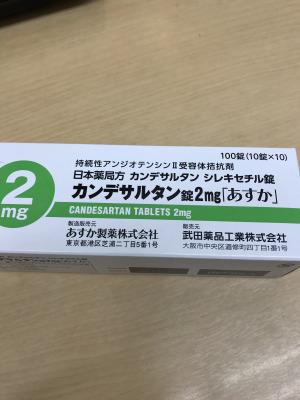 100錠(10錠×10)
持続性アンジオテンシンⅡ受容体拮抗剤
日本薬局方 カンデサルタン シレキセチル錠
カンデサルタン錠2mg「あすか」
2
mg
CANDESARTAN TABLETS 2mg
製造販売元
あすか製薬株式会社
東京都港区芝浦二丁目5番1号
販売元
武田薬品工業株式会社
大阪市中央区道修町四丁目1番1号